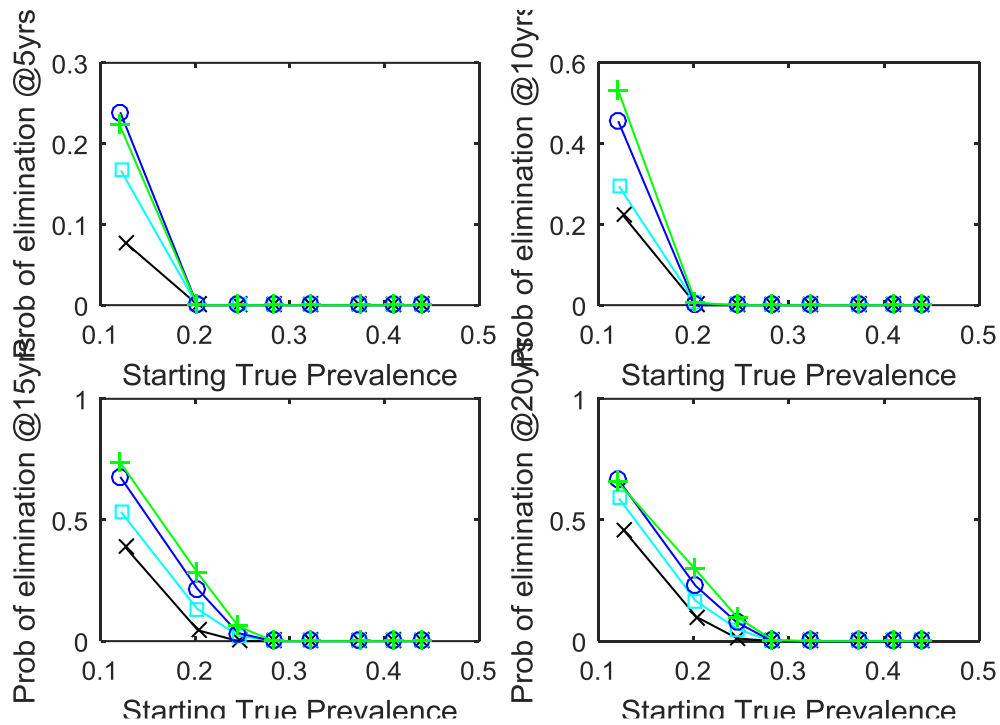 Prob of elimination @5yrs
0.3
0.2
0.1
0
0.1 0.2 0.3 0.4 0.5
Starting True Prevalence
Prob of elimination @10yrs
0.6
0.4
0.2
0
0.1 0.2 0.3 0.4 0.5
Starting True Prevalence
Prob of elimination @15yrs
1
0.5
0
0.1 0.2 0.3 0.4 0.5
Starting True Prevalence
Prob of elimination @20yrs
1
0.5
0
0.1 0.2 0.3 0.4 0.5
Starting True Prevalence